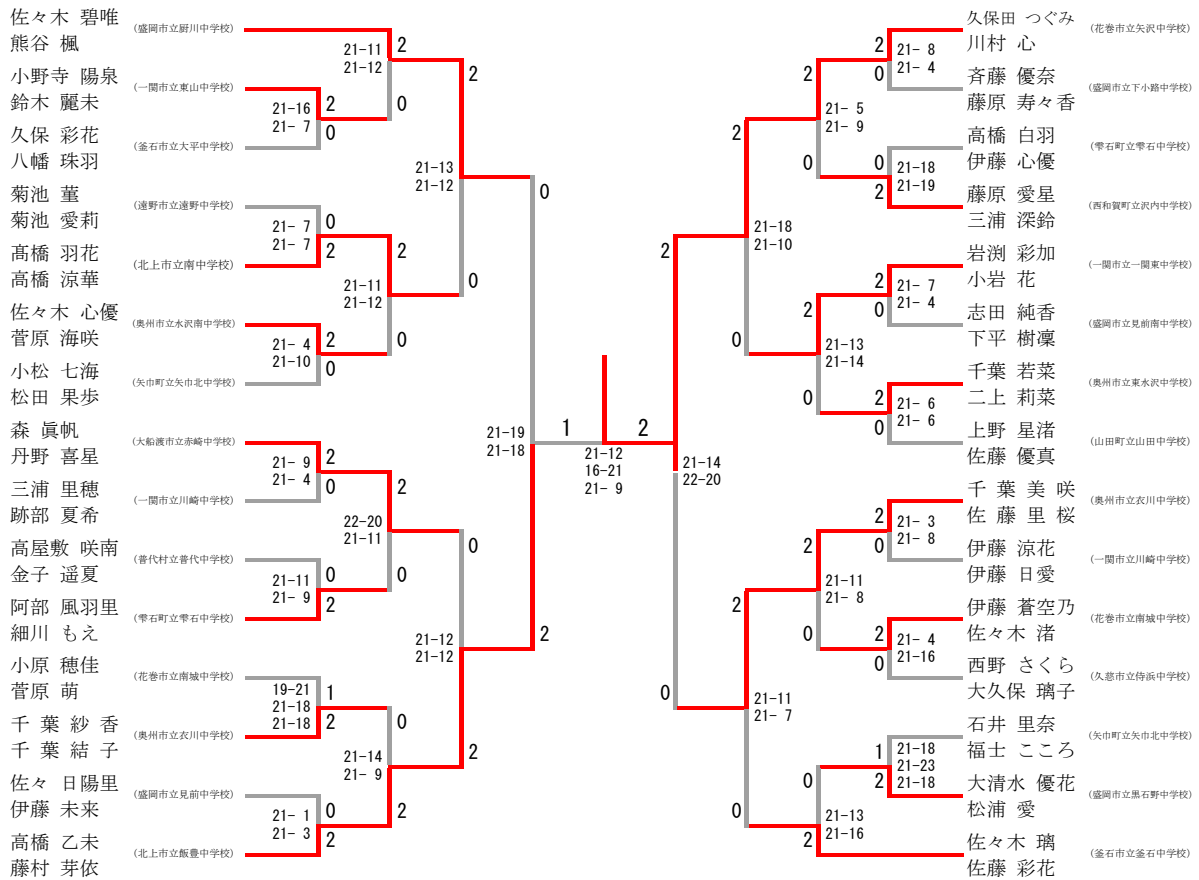 佐々木 碧唯
熊谷 楓
(盛岡市立厨川中学校)
小野寺 陽泉
鈴木 麗未
(一関市立東山中学校)
久保 彩花
八幡 珠羽
(釜石市立大平中学校)
菊池 菫
菊池 愛莉
(遠野市立遠野中学校)
髙橋 羽花
高橋 涼華
(北上市立南中学校)
佐々木 心優
菅原 海咲
(奥州市立水沢南中学校)
小松 七海
松田 果歩
(矢巾町立矢巾北中学校)
森 眞帆
丹野 喜星
(大船渡市立赤崎中学校)
三浦 里穂
跡部 夏希
(一関市立川崎中学校)
高屋敷 咲南
金子 遥夏
(普代村立普代中学校)
阿部 風羽里
細川 もえ
(雫石町立雫石中学校)
小原 穂佳
菅原 萌
(花巻市立南城中学校)
千 葉 紗 香
千 葉 結 子
(奥州市立衣川中学校)
佐々 日陽里
伊藤 未来
(盛岡市立見前中学校)
高橋 乙未
藤村 芽依
(北上市立飯豊中学校)
21-11
21-12
2
0
21-16
21- 7
2
0
21-13
21-12
2
0
21- 7
21- 7
0
2
21-11
21-12
2
0
21- 4
21-10
2
0
21-19
21-18
0
2
21- 9
21- 4
2
0
22-20
21-11
2
0
21-11
21- 9
0
2
21-12
21-12
0
2
19-21
21-18
21-18
1
2
21-14
21- 9
0
2
21- 1
21- 3
0
2
1
2
21-12
16-21
21- 9
久保田 つぐみ
川村 心
(花巻市立矢沢中学校)
斉藤 優奈
藤原 寿々香
(盛岡市立下小路中学校)
高橋 白羽
伊藤 心優
(雫石町立雫石中学校)
藤原 愛星
三浦 深鈴
(西和賀町立沢内中学校)
岩渕 彩加
小岩 花
(一関市立一関東中学校)
志田 純香
下平 樹凜
(盛岡市立見前南中学校)
千葉 若菜
二上 莉菜
(奥州市立東水沢中学校)
上野 星渚
佐藤 優真
(山田町立山田中学校)
千 葉 美 咲
佐 藤 里 桜
(奥州市立衣川中学校)
伊藤 涼花
伊藤 日愛
(一関市立川崎中学校)
伊藤 蒼空乃
佐々木 渚
(花巻市立南城中学校)
西野 さくら
大久保 璃子
(久慈市立侍浜中学校)
石井 里奈
福士 こころ
(矢巾町立矢巾北中学校)
大清水 優花
松浦 愛
(盛岡市立黒石野中学校)
佐々木 璃
佐藤 彩花
(釜石市立釜石中学校)
2
0
21- 8
21- 4
2
0
21- 5
21- 9
0
2
21-18
21-19
2
0
21-18
21-10
2
0
21- 7
21- 4
2
0
21-13
21-14
2
0
21- 6
21- 6
2
0
21-14
22-20
2
0
21- 3
21- 8
2
0
21-11
21- 8
2
0
21- 4
21-16
2
0
21-11
21- 7
1
2
21-18
21-23
21-18
0
2
21-13
21-16